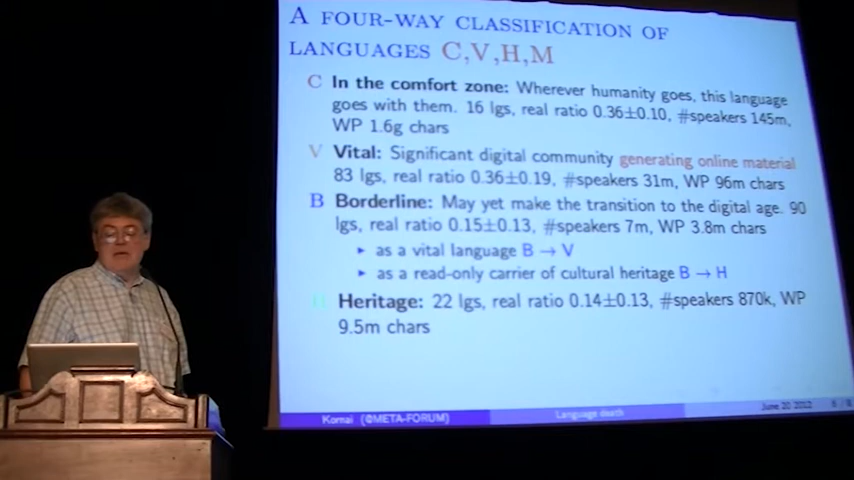 A FOUR-WAY CLASSIFICATION OF
LANGUAGES C,V,H,M
C In the comfort zone: Wherever humanity goes, this language
goes with them. 16 lgs, real ratio 0.36±0.10, #speakers 145m,
WP 1.6g chars
V Vital: Significant digital community generating online material
83 lgs, real ratio 0.36±0.19, #speakers 31m, WP 96m chars
B Borderline: May yet make the transition to the digital age. 90
lgs, real ratio 0.15±0.13, #speakers 7m, WP 3.8m chars
▸ as a vital language B → V
▸ as a read-only carrier of cultural heritage B → H
H Heritage: 22 lgs, real ratio 0.14±0.13, #speakers 870k, WP
9.5m chars
Kornai (@META-FORUM) Language death June 20 2012